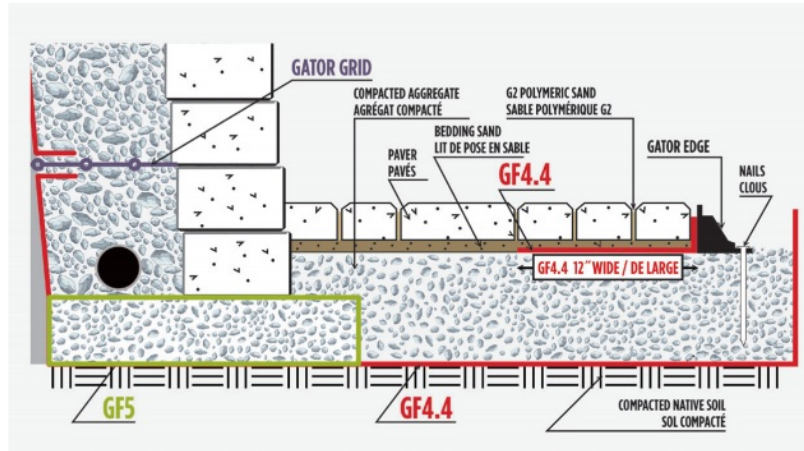 GATOR GRID
COMPACTED AGGREGATE
AGRÉGAT COMPACTÉ
G2 POLYMERIC SAND
SABLE POLYMÉRIQUE G2
BEDDING SAND
LIT DE POSE EN SABLE
PAVER
PAVÉS
GF4.4
GATOR EDGE
NAILS
CLOUS
GF4.4 12" WIDE / DE LARGE
GF5
GF4.4
COMPACTED NATIVE SOIL
SOL COMPACTÉ